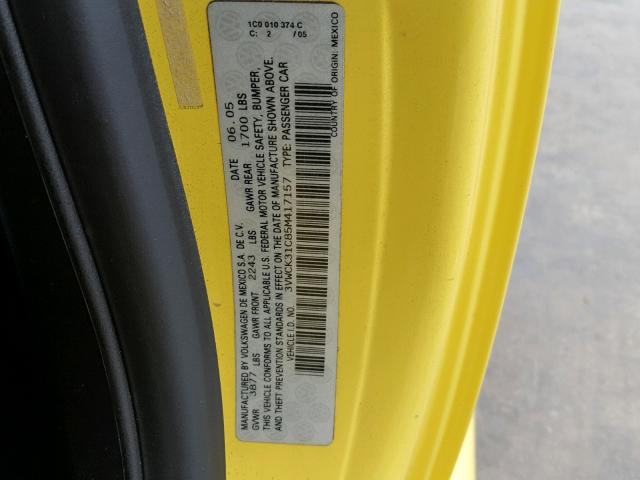 1C0 010 374 C
C: 2 /05
MANUFACTURED BY VOLKSWAGEN DE MEXICO S.A. DE C.V. DATE 06.05
GVWR 3877 LBS GAWR FRONT 2243 LBS GAWR REAR 1700 LBS
THIS VEHICLE CONFORMS TO ALL APPLICABLE U.S. FEDERAL MOTOR VEHICLE SAFETY, BUMPER,
AND THEFT PREVENTION STANDARDS IN EFFECT ON THE DATE OF MANUFACTURE SHOWN ABOVE.
VEHICLE I.D. NO. 3VWCK31C85M417157 TYPE: PASSENGER CAR
COUNTRY OF ORIGIN: MEXICO